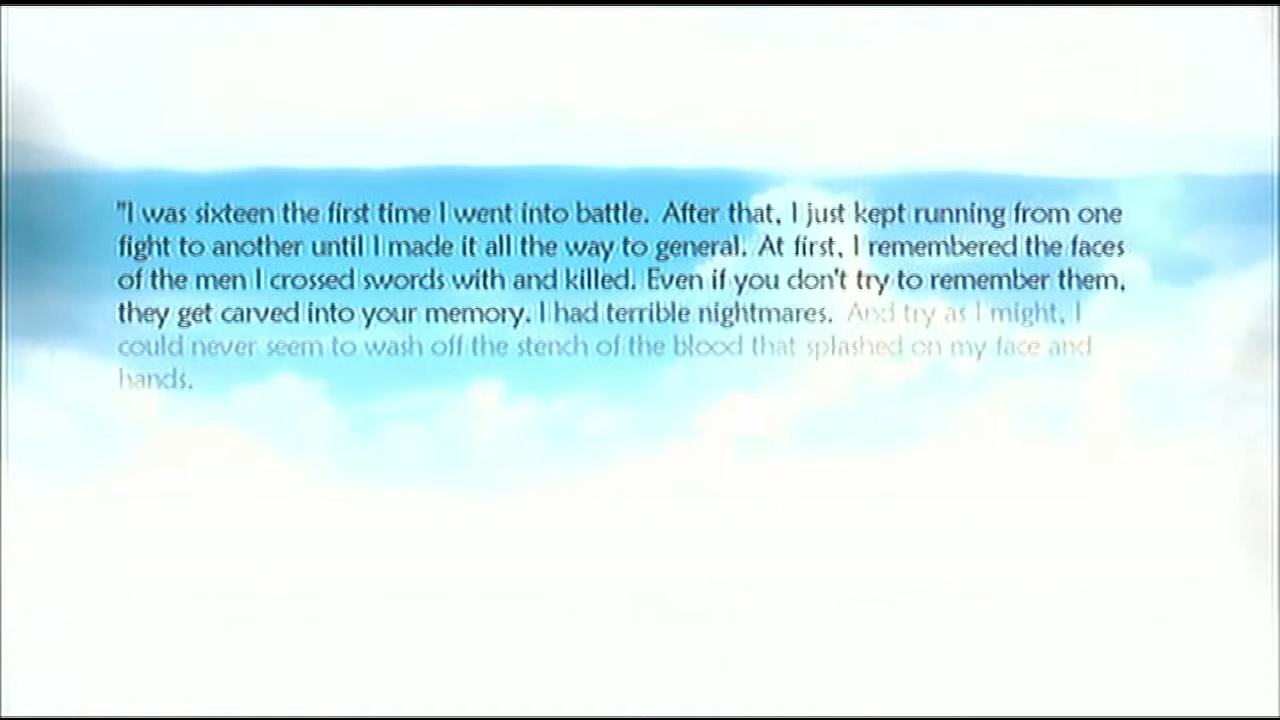 "I was sixteen the first time I went into battle. After that, I just kept running from one
fight to another until I made it all the way to general. At first, I remembered the faces
of the men I crossed swords with and killed. Even if you don't try to remember them,
they get carved into your memory. I had terrible nightmares. And try as I might, I
could never seem to wash off the stench of the blood that splashed on my face and
hands.